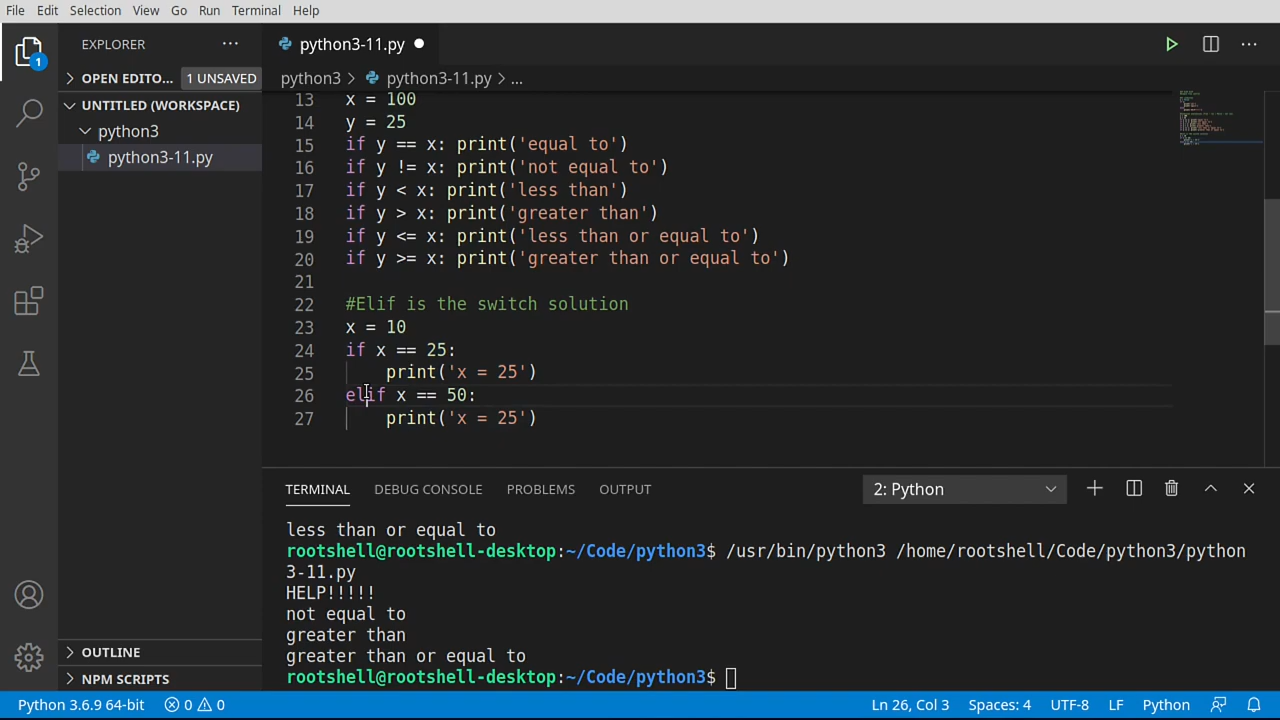 File Edit Selection View Go Run Terminal Help
EXPLORER ...
python3-11.py
OPEN EDITO... 1 UNSAVED
python3 > python3-11.py > ...
UNTITLED (WORKSPACE)
python3
python3-11.py
1
13 x = 100
14 y = 25
15 if y == x: print('equal to')
16 if y != x: print('not equal to')
17 if y < x: print('less than')
18 if y > x: print('greater than')
19 if y <= x: print('less than or equal to')
20 if y >= x: print('greater than or equal to')
21
22 #Elif is the switch solution
23 x = 10
24 if x == 25:
25 print('x = 25')
26 elif x == 50:
27 print('x = 25')
TERMINAL DEBUG CONSOLE PROBLEMS OUTPUT 2: Python
less than or equal to
rootshell@rootshell-desktop:~/Code/python3$ /usr/bin/python3 /home/rootshell/Code/python3/python
3-11.py
HELP!!!!!
not equal to
greater than
greater than or equal to
rootshell@rootshell-desktop:~/Code/python3$
OUTLINE
NPM SCRIPTS
Python 3.6.9 64-bit 0 0 Ln 26, Col 3 Spaces: 4 UTF-8 LF Python